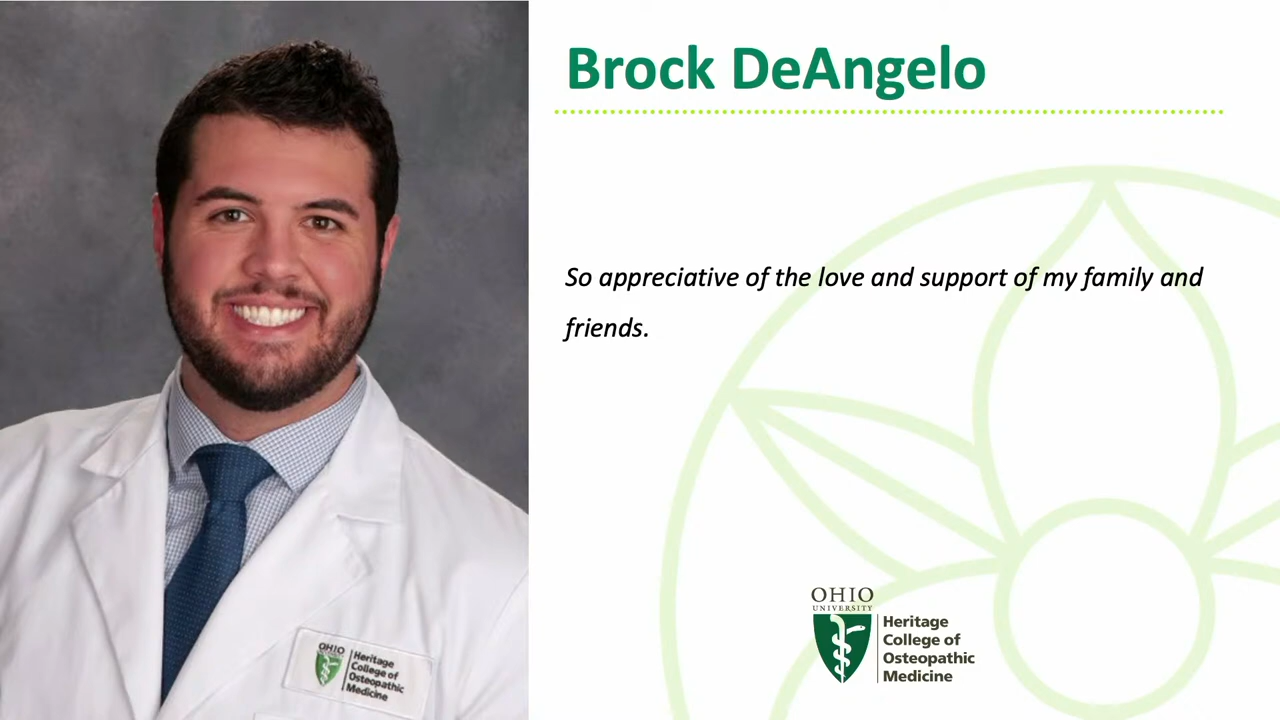 Brock DeAngelo
So appreciative of the love and support of my family and
friends.
OHIO
UNIVERSITY
Heritage
College of
Osteopathic
Medicine
OHIO
Heritage
College of
Osteopathic
Medicine